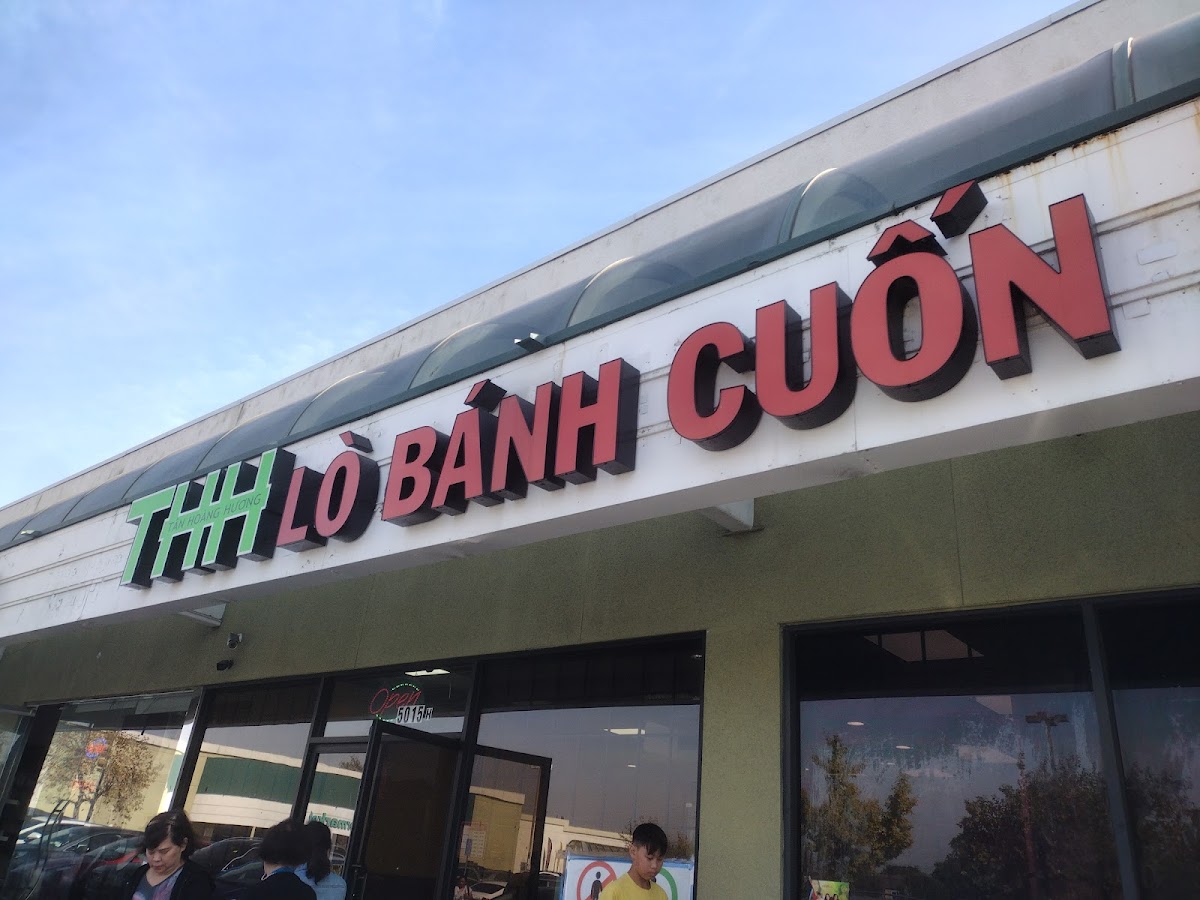 THH LÒ BÁNH CUỐN
TÂN HOÀNG HƯƠNG
Open
5015 H